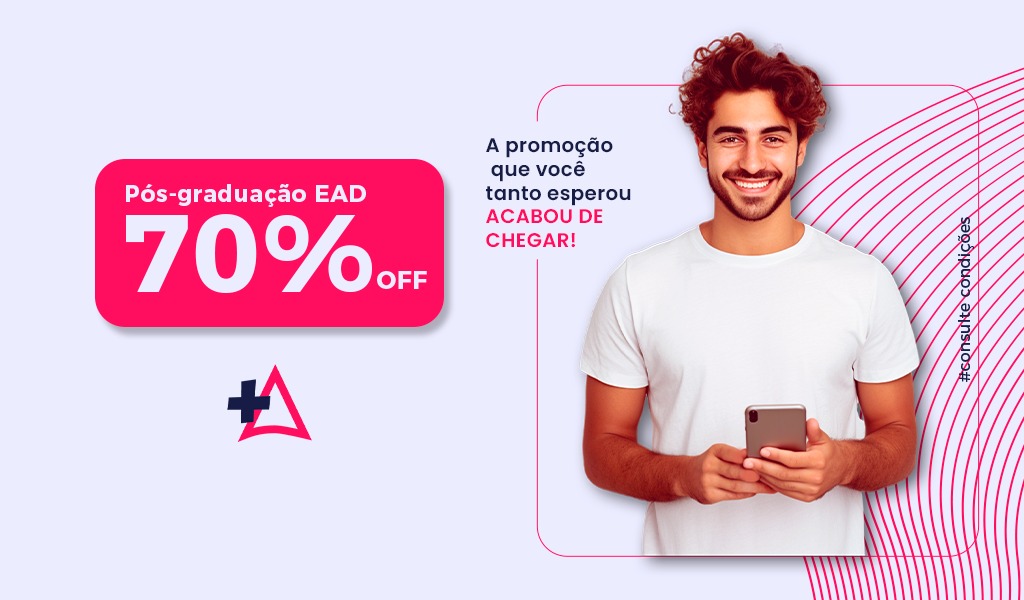 Pós-graduação EAD
70% OFF
A promoção
que você
tanto esperou
ACABOU DE
CHEGAR!
#consulte condições